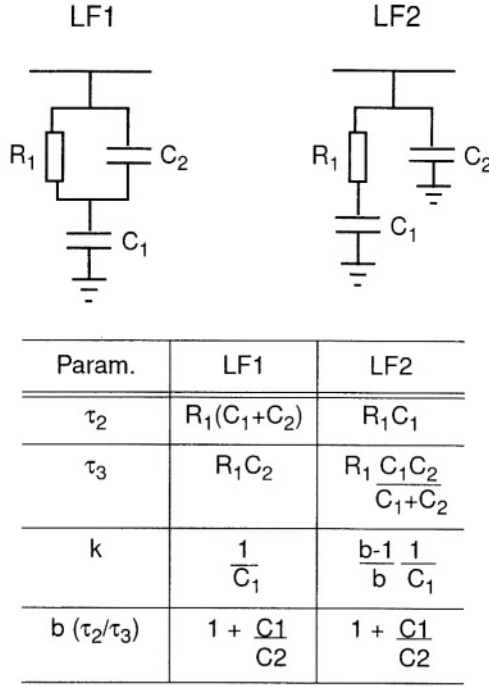 LF1 LF2
R₁ C₂ R₁ C₂
C₁ C₁
Param. LF1 LF2
τ₂ R₁(C₁+C₂) R₁C₁
τ₃ R₁C₂ R₁ C₁C₂/C₁+C₂
k 1/C₁ b-1/b 1/C₁
b (τ₂/τ₃) 1 + C1/C2 1 + C1/C2